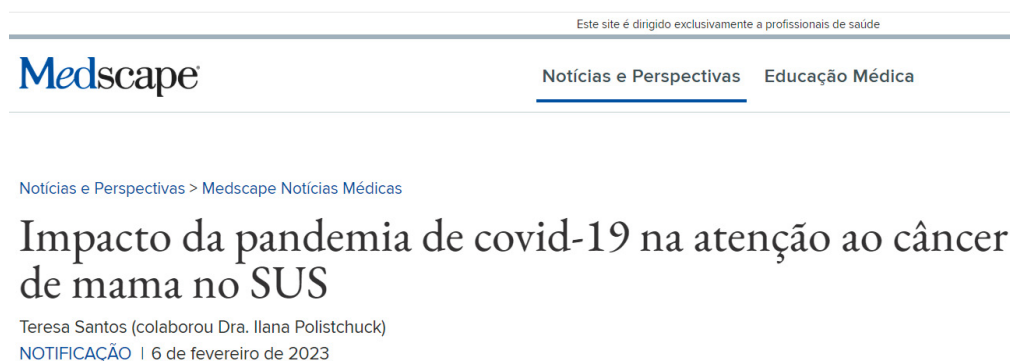 Este site é dirigido exclusivamente a profissionais de saúde
Medscape
Notícias e Perspectivas Educação Médica
Notícias e Perspectivas > Medscape Notícias Médicas
Impacto da pandemia de covid-19 na atenção ao câncer
de mama no SUS
Teresa Santos (colaborou Dra. Ilana Polistchuck)
NOTIFICAÇÃO | 6 de fevereiro de 2023